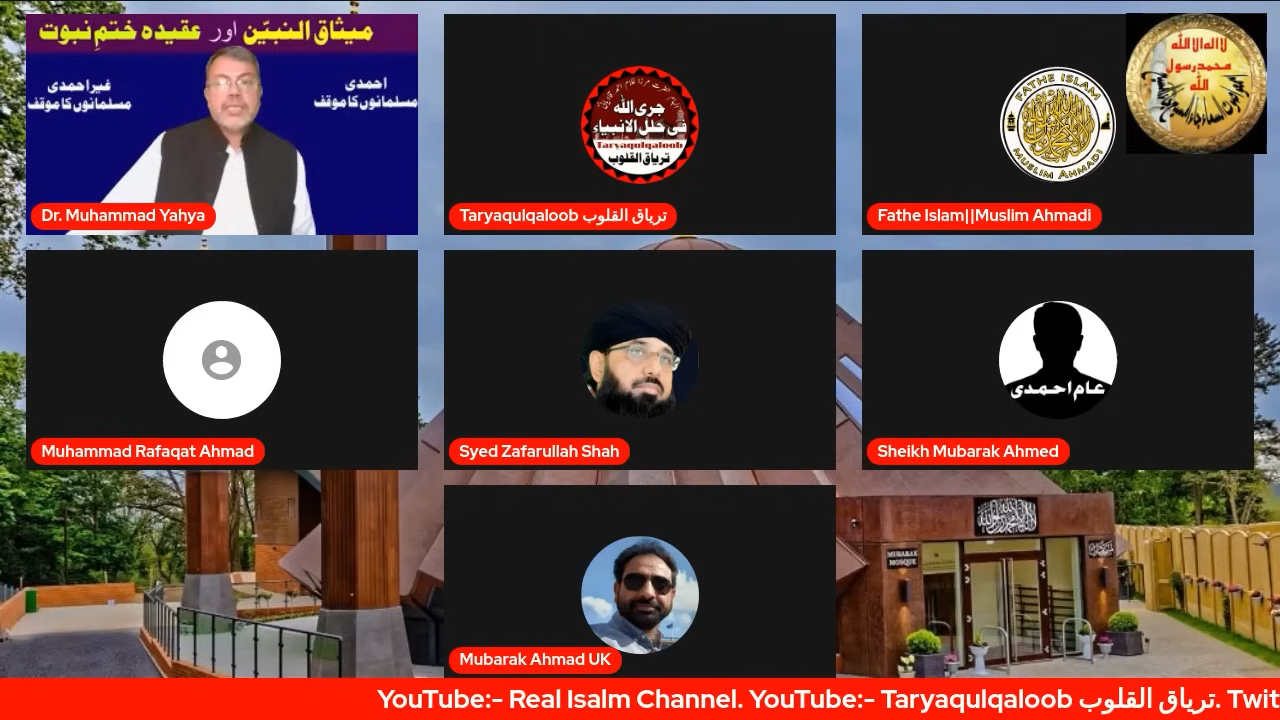 میثاق النبیّن اور عقیدہ ختمِ نبوت
احمدی
مسلمانوں کا موقف
غیر احمدی
مسلمانوں کا موقف
Dr. Muhammad Yahya
جری اللہ
فی حلل الانبیاء
Taryaqulqaloob
تریاق القلوب
Taryaqulqaloob تریاق القلوب
FATHE ISLAM
MUSLIM AHMADI
Fathe Islam||Muslim Ahmadi
لا اله الا الله
محمد رسول
الله
Muhammad Rafaqat Ahmad
Syed Zafarullah Shah
عام احمدی
Sheikh Mubarak Ahmed
MUBARAK
MOSQUE
Mubarak Ahmad UK
YouTube:- Real Isalm Channel. YouTube:- Taryaqulqaloob تریاق القلوب. Twit